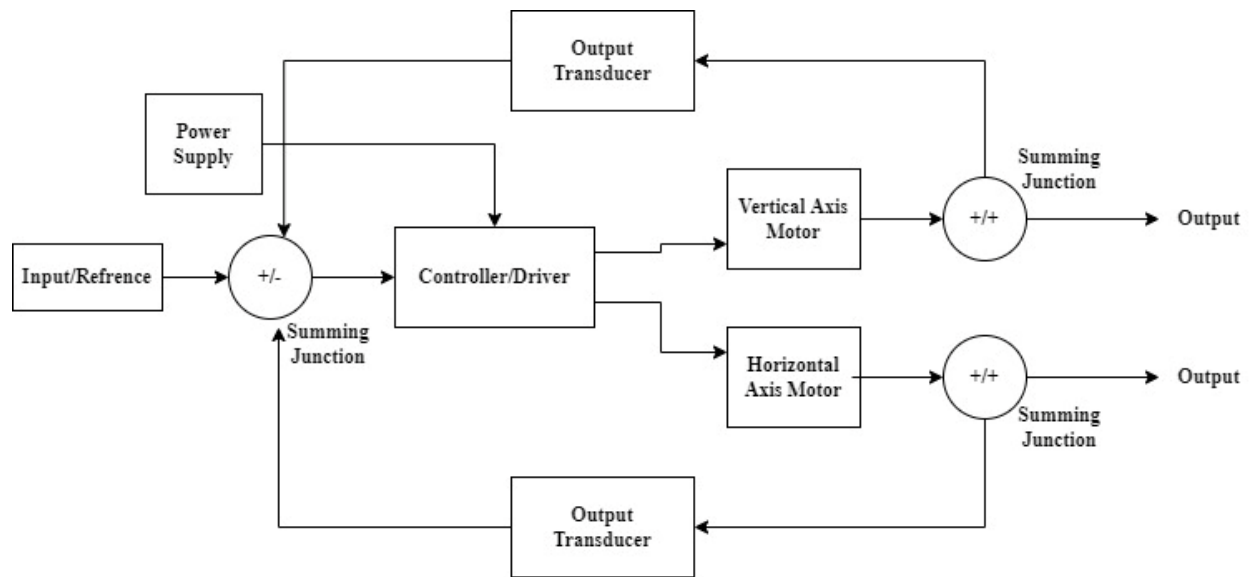 Output
Transducer
Power
Supply
Summing
Junction
Vertical Axis
Motor
+/+
Output
Input/Refrence
+/-
Controller/Driver
Summing
Junction
Horizontal
Axis Motor
+/+
Output
Summing
Junction
Output
Transducer